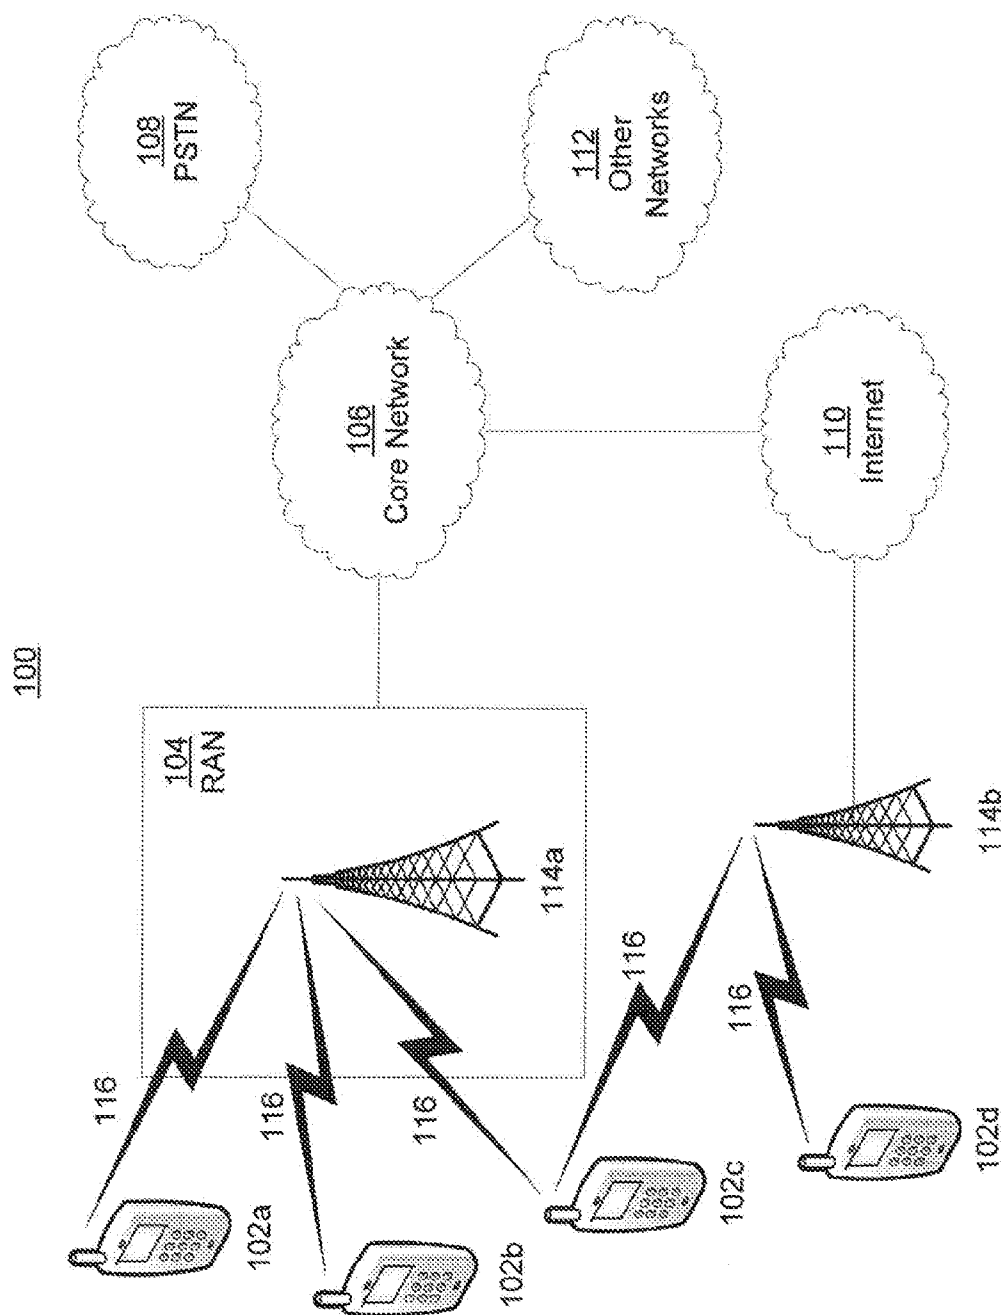 100
108
PSTN
104
RAN
106
Core Network
112
Other
Networks
110
Internet
114a
114b
116
116
116
116
116
102a
102b
102c
102d